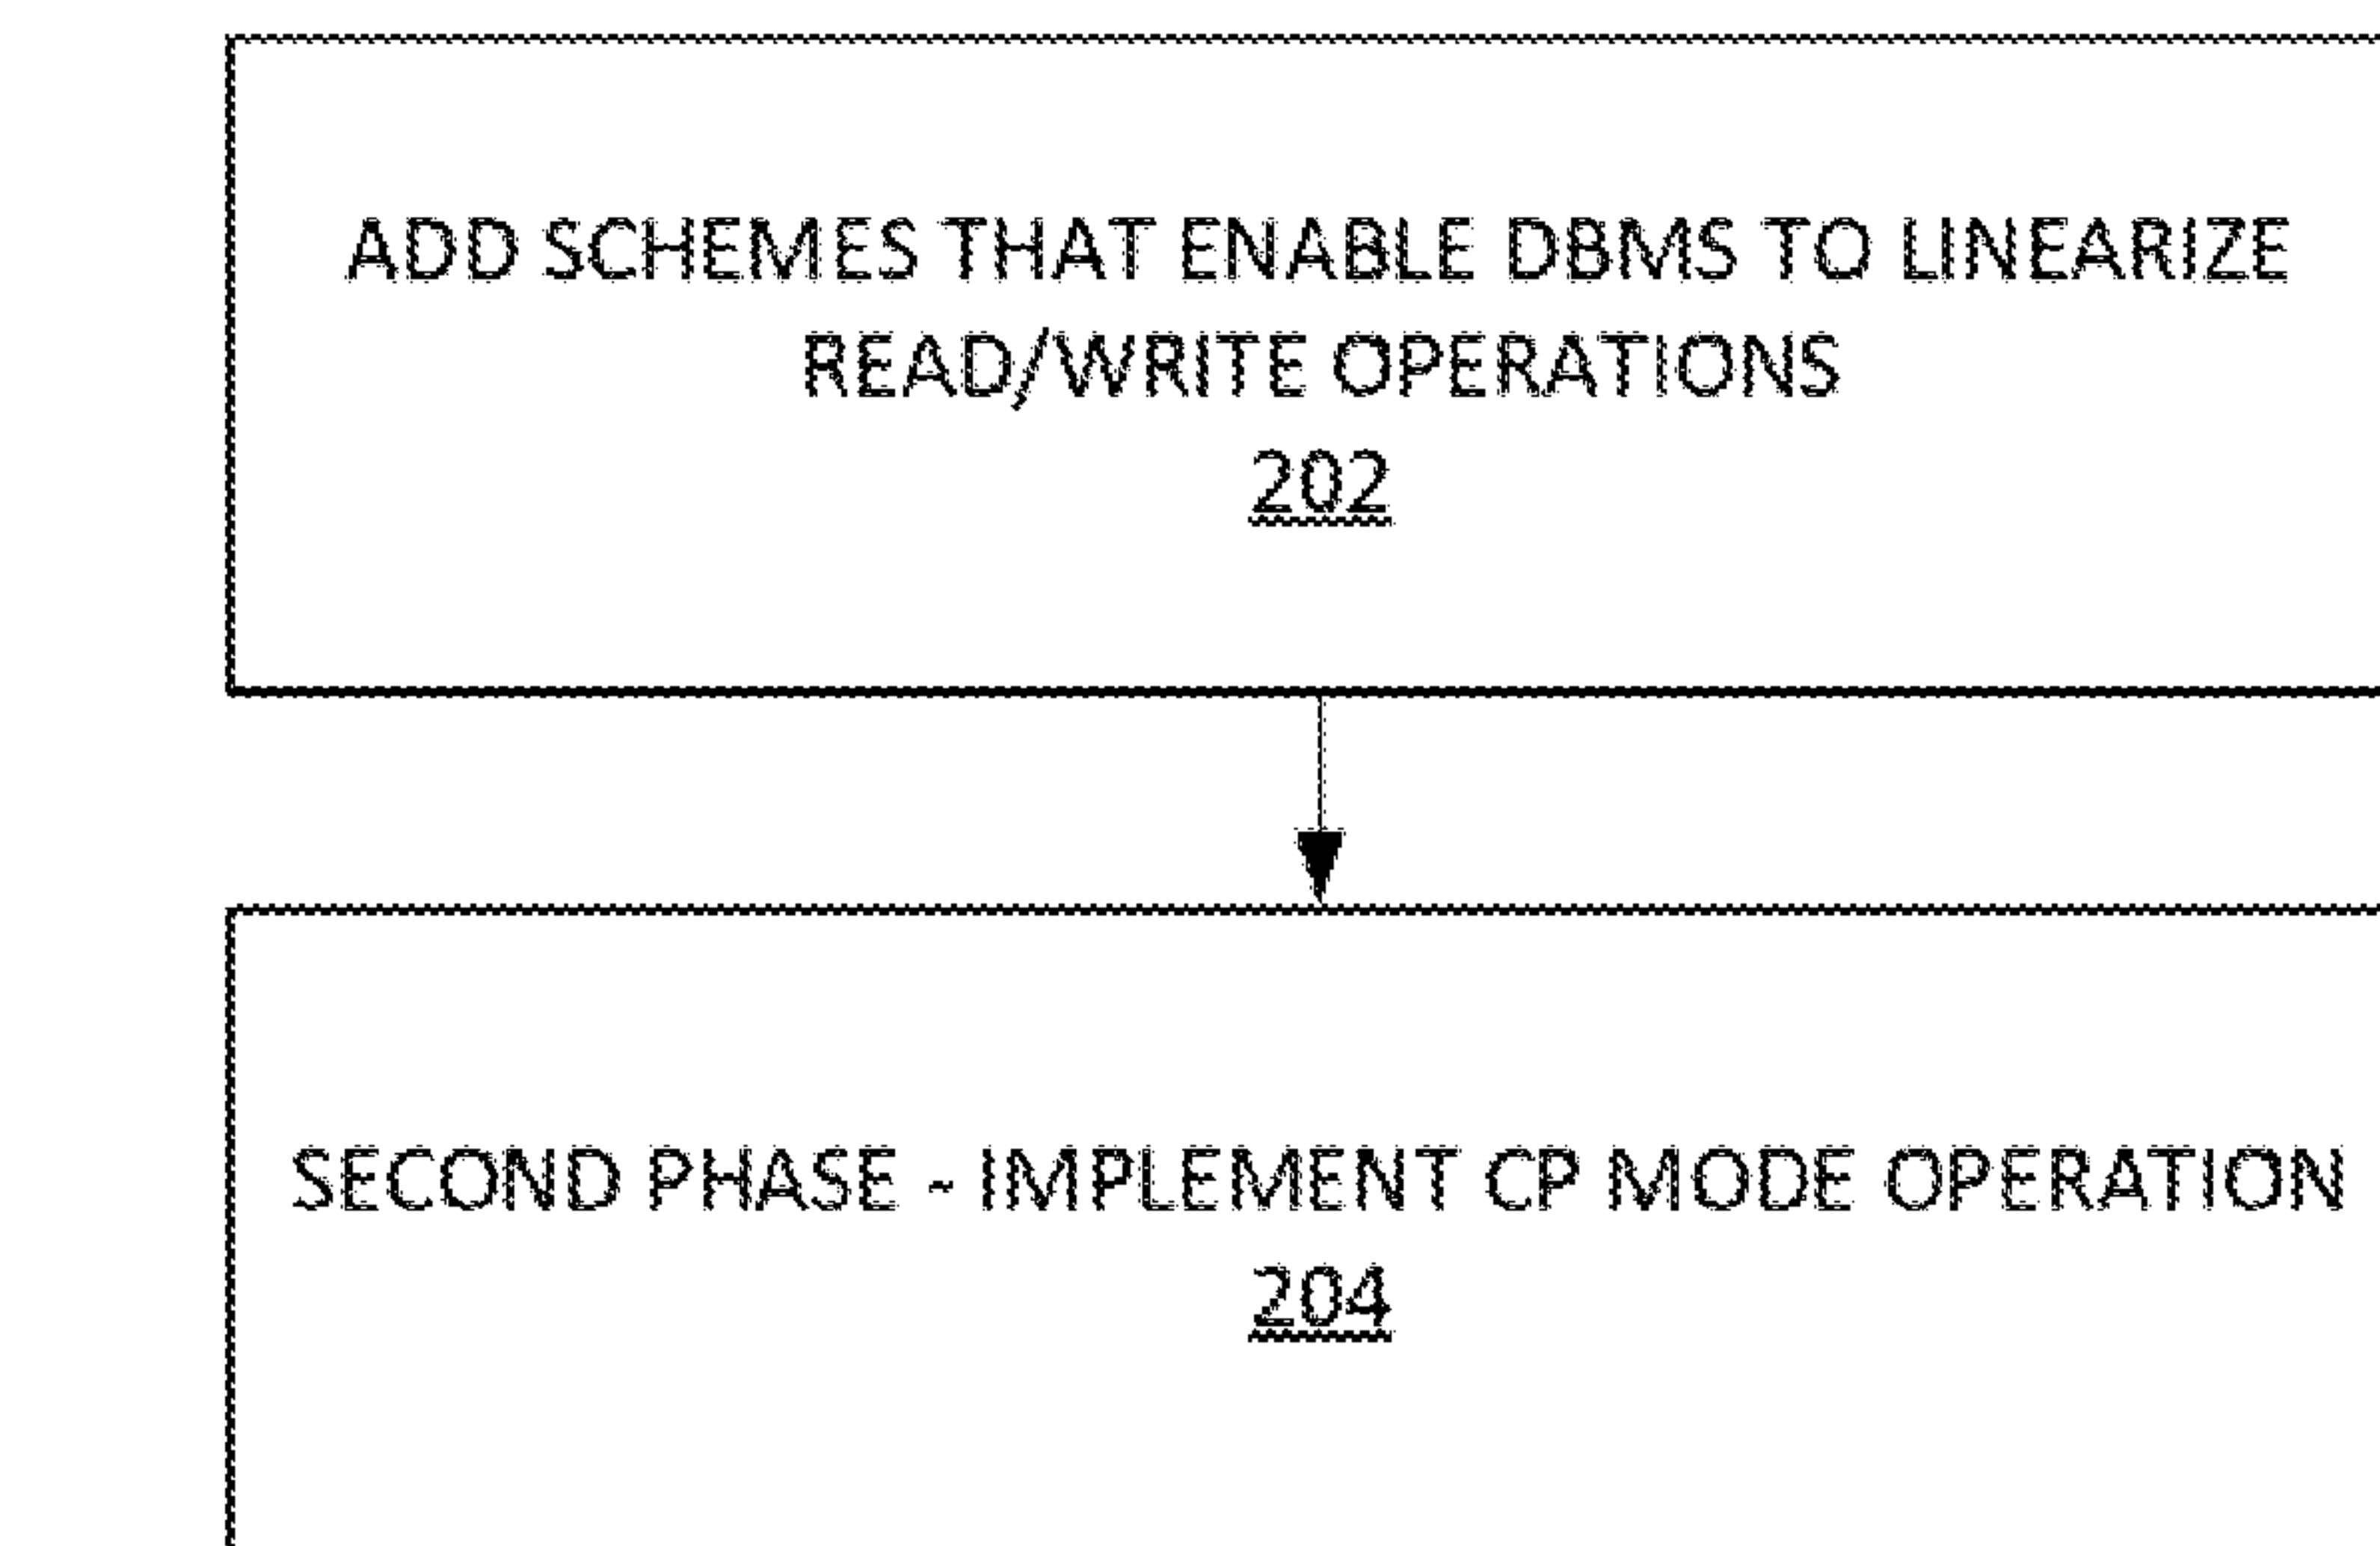 ADD SCHEMES THAT ENABLE DBMS TO LINEARIZE
READ/WRITE OPERATIONS
202
SECOND PHASE - IMPLEMENT CP MODE OPERATION
204